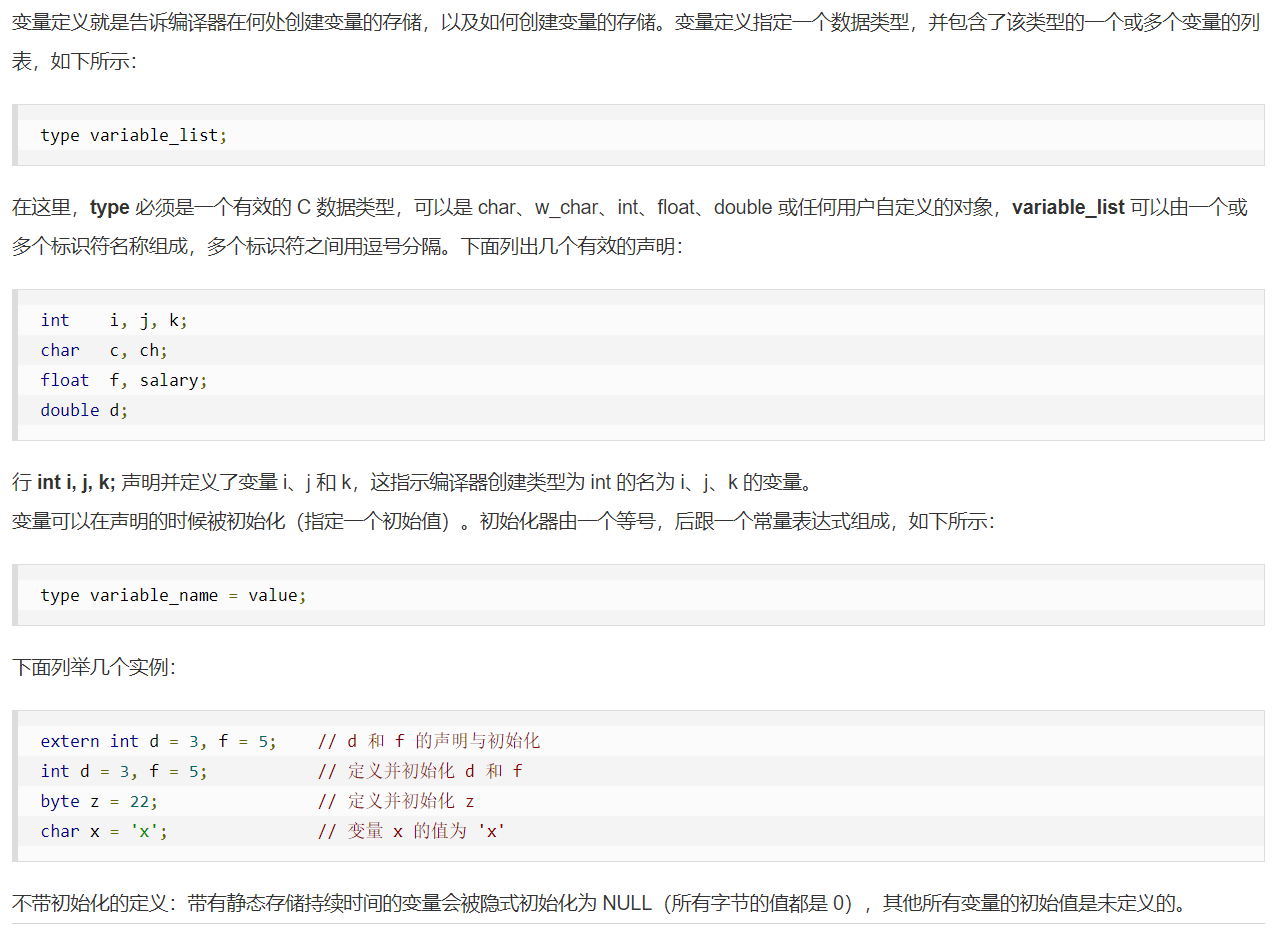 变量定义就是告诉编译器在何处创建变量的存储，以及如何创建变量的存储。变量定义指定一个数据类型，并包含了该类型的一个或多个变量的列
表，如下所示：
type variable_list;
在这里，type 必须是一个有效的 C 数据类型，可以是 char、w_char、int、float、double 或任何用户自定义的对象，variable_list 可以由一个或
多个标识符名称组成，多个标识符之间用逗号分隔。下面列出几个有效的声明：
int    i, j, k;
char   c, ch;
float  f, salary;
double d;
行 int i, j, k; 声明并定义了变量 i、j 和 k，这指示编译器创建类型为 int 的名为 i、j、k 的变量。
变量可以在声明的时候被初始化（指定一个初始值）。初始化器由一个等号，后跟一个常量表达式组成，如下所示：
type variable_name = value;
下面列举几个实例：
extern int d = 3, f = 5;    // d 和 f 的声明与初始化
int d = 3, f = 5;           // 定义并初始化 d 和 f
byte z = 22;                // 定义并初始化 z
char x = 'x';               // 变量 x 的值为 'x'
不带初始化的定义：带有静态存储持续时间的变量会被隐式初始化为 NULL（所有字节的值都是 0），其他所有变量的初始值是未定义的。